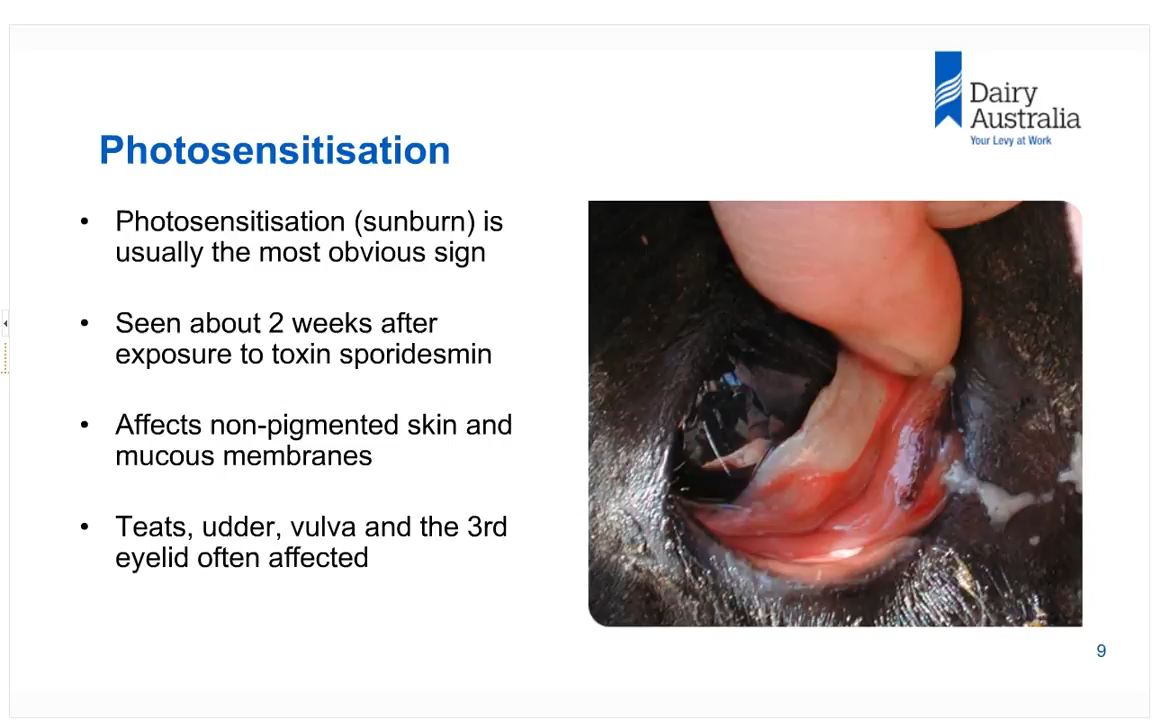 Dairy
Australia
Your Levy at Work
Photosensitisation
• Photosensitisation (sunburn) is
usually the most obvious sign
• Seen about 2 weeks after
exposure to toxin sporidesmin
• Affects non-pigmented skin and
mucous membranes
• Teats, udder, vulva and the 3rd
eyelid often affected
9